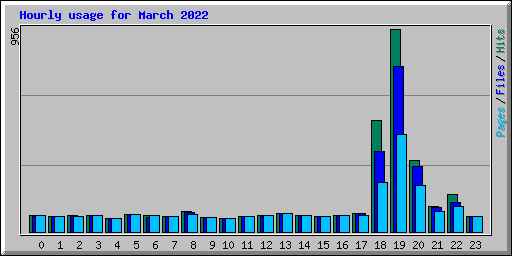 Hourly usage for March 2022
956
Pages / Files / Hits
0 1 2 3 4 5 6 7 8 9 10 11 12 13 14 15 16 17 18 19 20 21 22 23